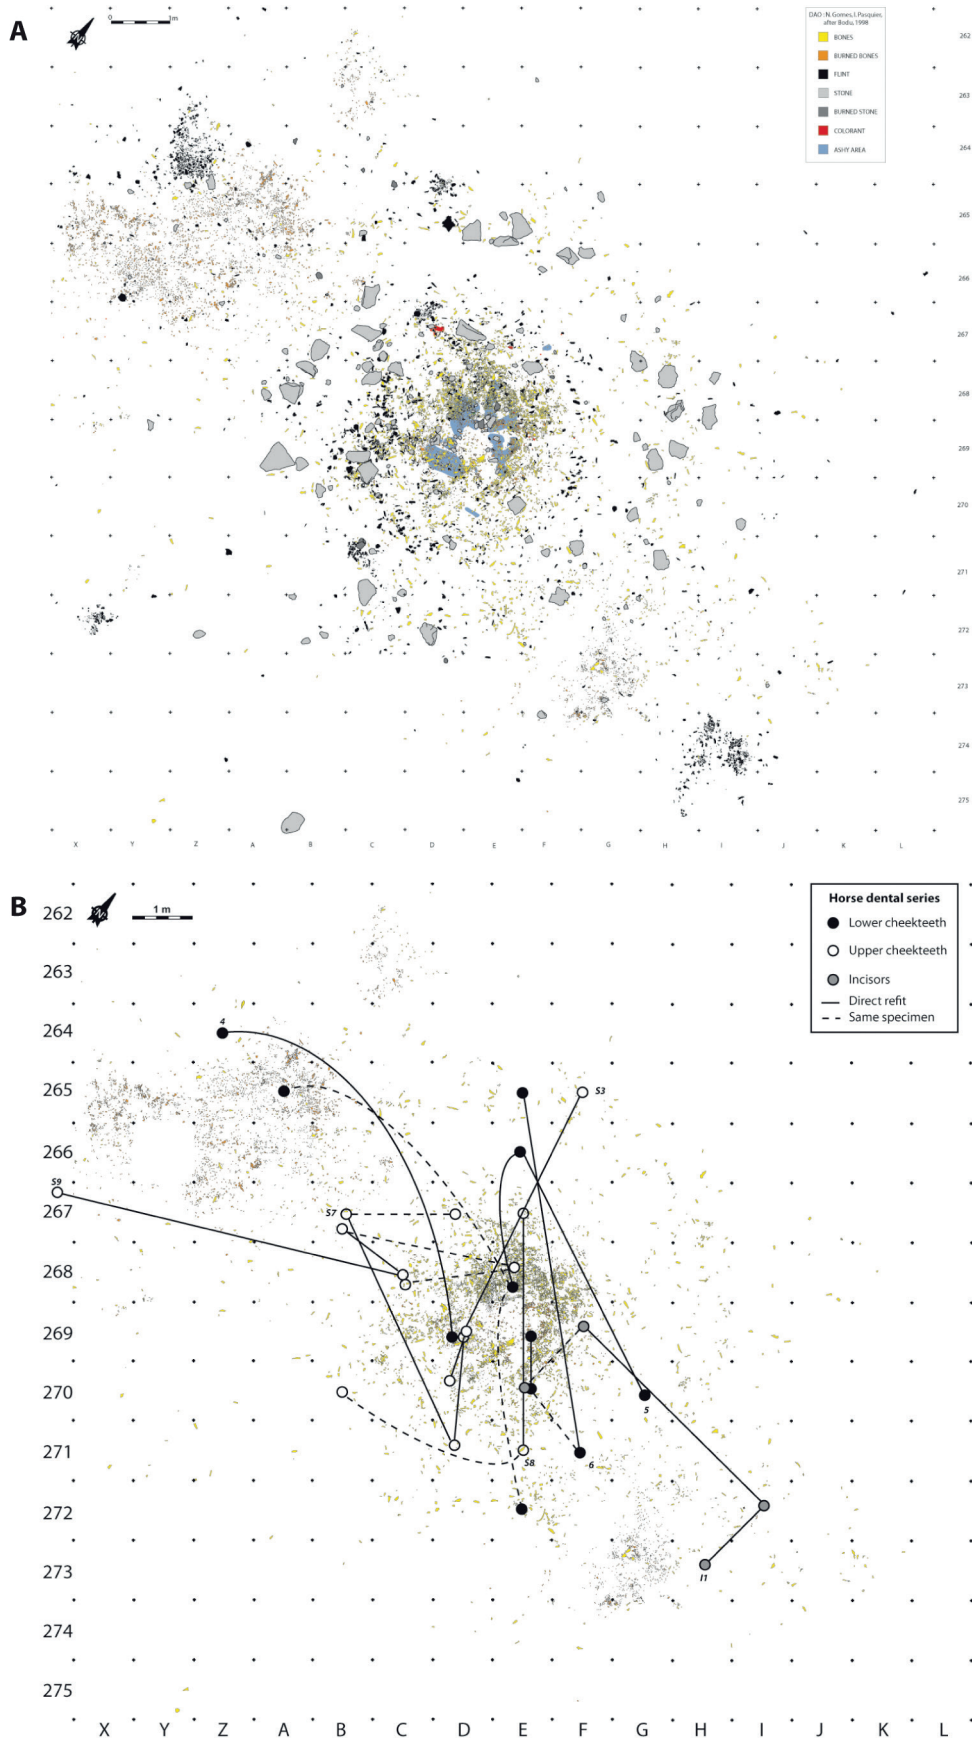 A
0 1m
DAO : N. Gomes, I. Pasquier,
after Bodu, 1998
BONES
BURNED BONES
FLINT
STONE
BURNED STONE
COLORANT
ASHY AREA
262
263
264
265
266
267
268
269
270
271
272
273
274
275
X Y Z A B C D E F G H I J K L
B
1 m
Horse dental series
Lower cheekteeth
Upper cheekteeth
Incisors
Direct refit
Same specimen
262
263
264
265
266
267
268
269
270
271
272
273
274
275
4
S3
S9
S7
5
S8
6
I1
X Y Z A B C D E F G H I J K L